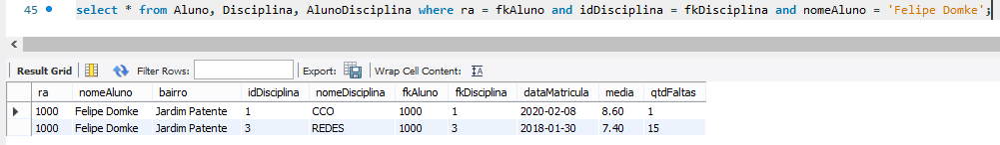 45 select * from Aluno, Disciplina, AlunoDisciplina where ra = fkAluno and idDisciplina = fkDisciplina and nomeAluno = 'Felipe Domke';
Result Grid Filter Rows: Export: Wrap Cell Content:
ra nomeAluno bairro idDisciplina nomeDisciplina fkAluno fkDisciplina dataMatricula media qtdFaltas
1000 Felipe Domke Jardim Patente 1 CCO 1000 1 2020-02-08 8.60 1
1000 Felipe Domke Jardim Patente 3 REDES 1000 3 2018-01-30 7.40 15